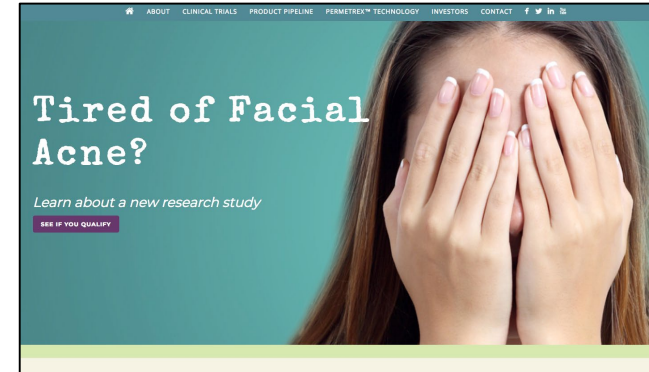 ABOUT CLINICAL TRIALS PRODUCT PIPELINE PERMETREX™ TECHNOLOGY INVESTORS CONTACT
Tired of Facial
Acne?
Learn about a new research study
SEE IF YOU QUALIFY